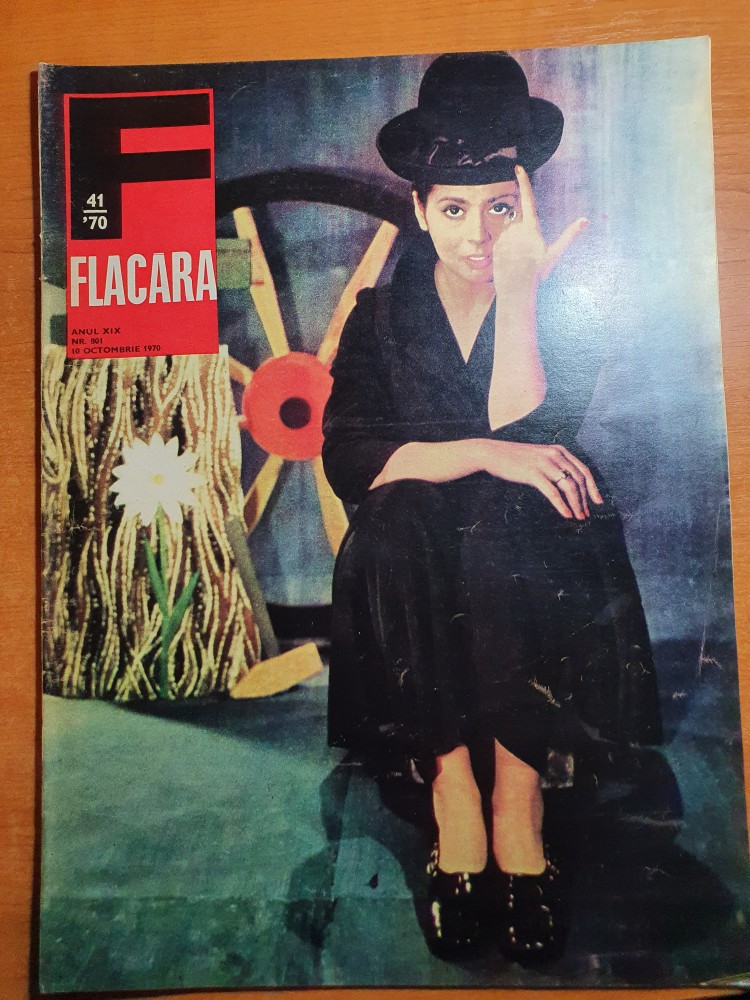 F
41
'70
FLACARA
ANUL XIX
NR. 801
10 OCTOMBRIE 1970